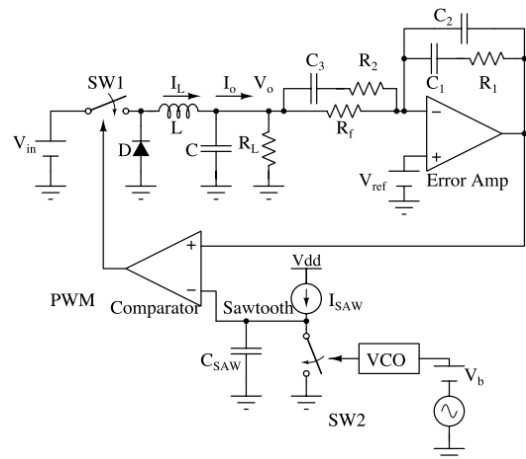 C2
C1
R1
C3
R2
Rf
SW1
IL
Io
Vo
L
Vin
D
C
RL
−
+
Vref
Error Amp
+
−
PWM
Comparator
Sawtooth
Vdd
ISAW
CSAW
VCO
Vb
SW2